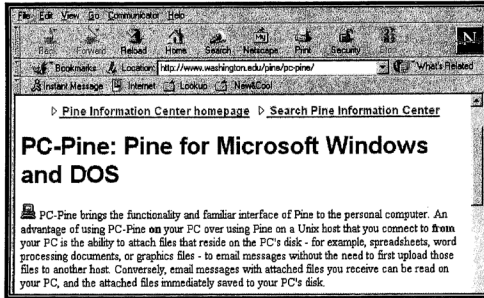 File Edit View Go Communicator Help
Back Forward Reload Home Search Netscape Print Security
Bookmarks Location: http://www.washington.edu/pine/pc-pine/ What's Related
Instant Message Internet Lookup New&Cool
Pine Information Center homepage Search Pine Information Center
PC-Pine: Pine for Microsoft Windows
and DOS
PC-Pine brings the functionality and familiar interface of Pine to the personal computer. An
advantage of using PC-Pine on your PC over using Pine on a Unix host that you connect to from
your PC is the ability to attach files that reside on the PC's disk - for example, spreadsheets, word
processing documents, or graphics files - to email messages without the need to first upload those
files to another host. Conversely, email messages with attached files you receive can be read on
your PC, and the attached files immediately saved to your PC's disk.